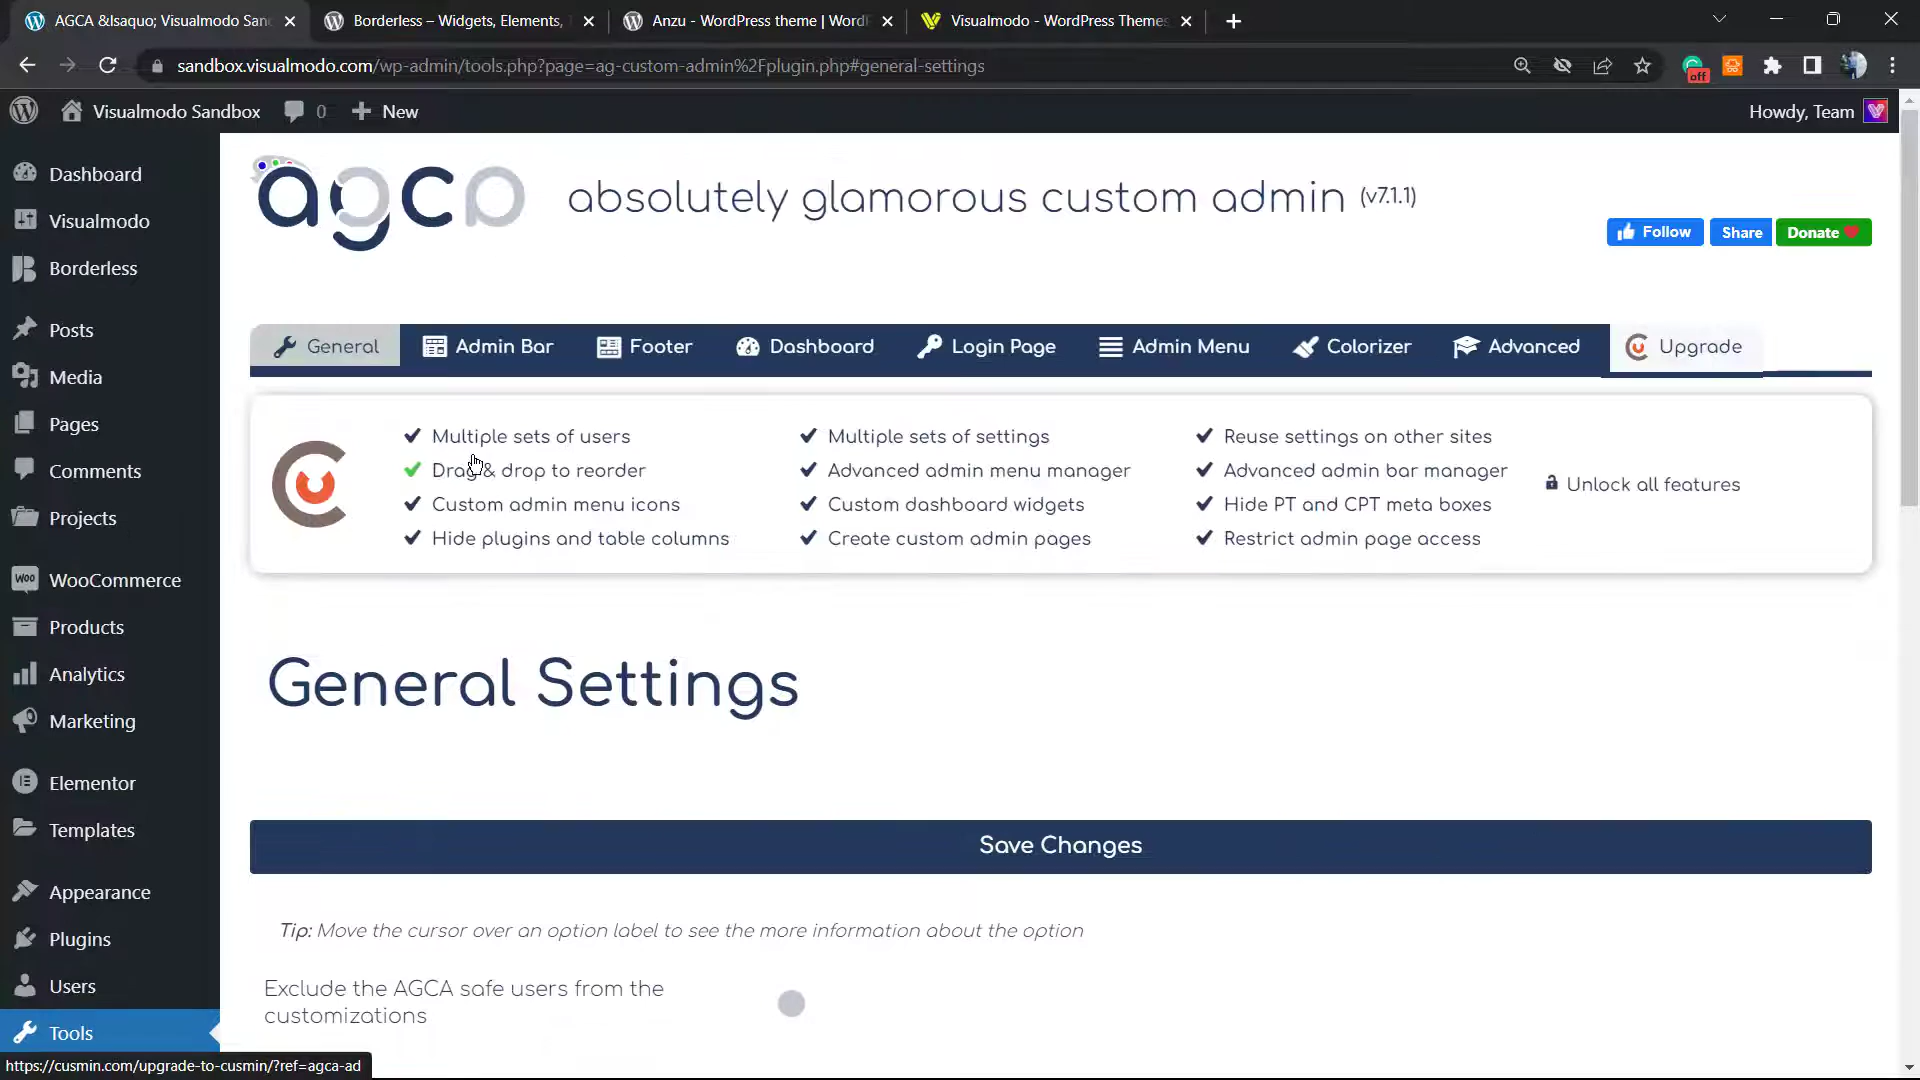 AGCA &lsaquo; Visualmodo San
Borderless – Widgets, Elements,
Anzu - WordPress theme | Word
Visualmodo - WordPress Themes
sandbox.visualmodo.com/wp-admin/tools.php?page=ag-custom-admin%2Fplugin.php#general-settings
off
Visualmodo Sandbox
0
New
Howdy, Team
Dashboard
Visualmodo
Borderless
Posts
Media
Pages
Comments
Projects
WooCommerce
Products
Analytics
Marketing
Elementor
Templates
Appearance
Plugins
Users
Tools
agca
absolutely glamorous custom admin (v7.1.1)
Follow
Share
Donate
General
Admin Bar
Footer
Dashboard
Login Page
Admin Menu
Colorizer
Advanced
Upgrade
Multiple sets of users
Drag & drop to reorder
Custom admin menu icons
Hide plugins and table columns
Multiple sets of settings
Advanced admin menu manager
Custom dashboard widgets
Create custom admin pages
Reuse settings on other sites
Advanced admin bar manager
Hide PT and CPT meta boxes
Restrict admin page access
Unlock all features
General Settings
Save Changes
Tip: Move the cursor over an option label to see the more information about the option
Exclude the AGCA safe users from the
customizations
https://cusmin.com/upgrade-to-cusmin/?ref=agca-ad